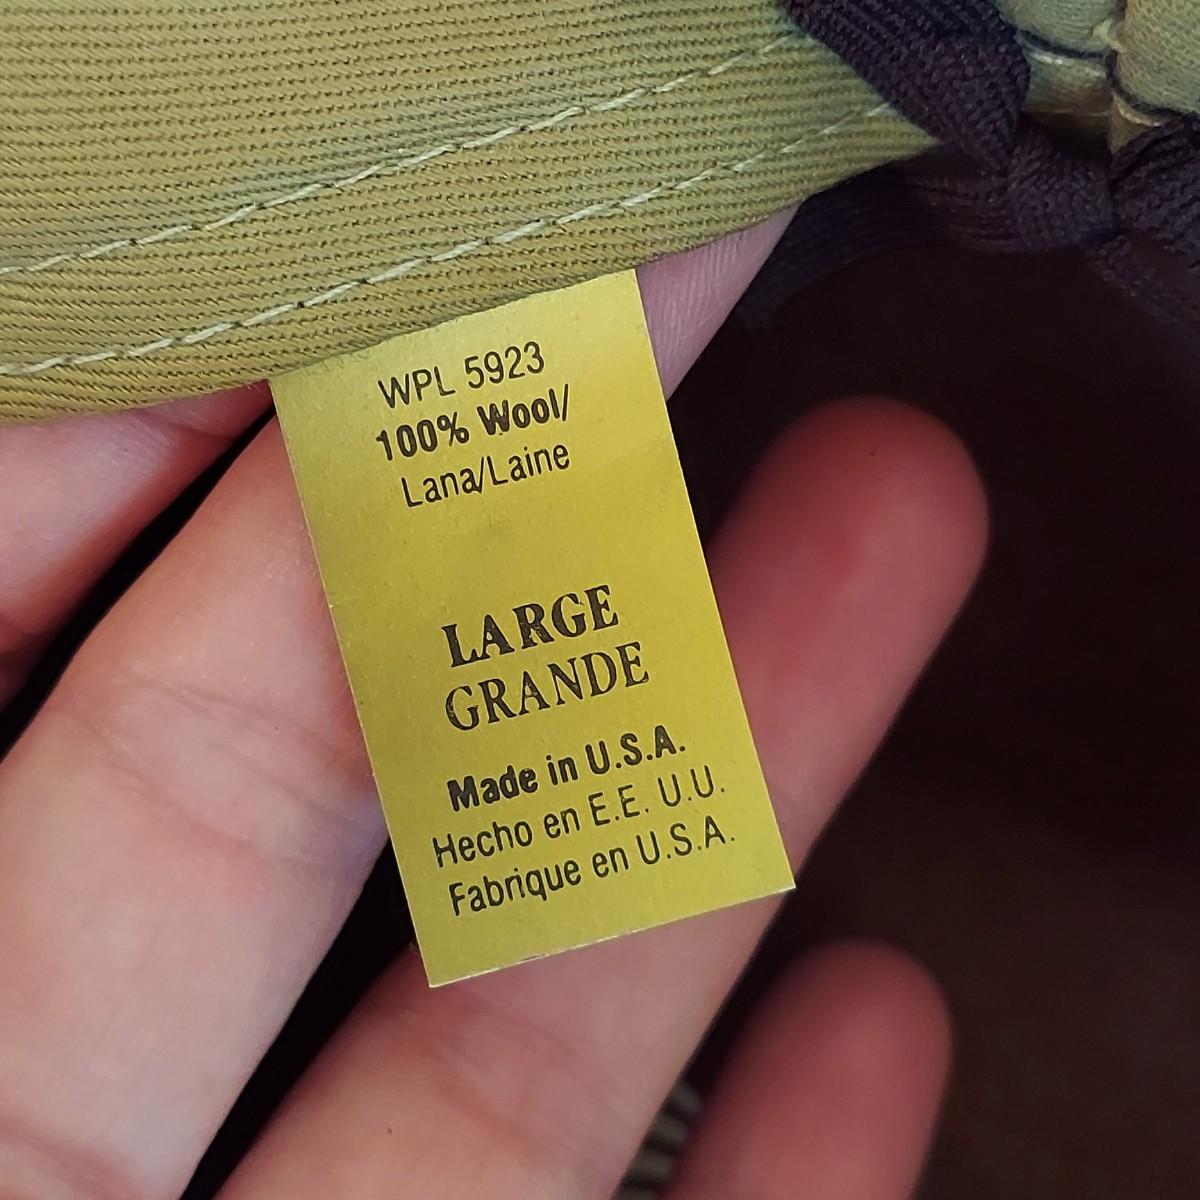 WPL 5923
100% Wool/
Lana/Laine
LARGE
GRANDE
Made in U.S.A.
Hecho en E.E. U.U.
Fabrique en U.S.A.